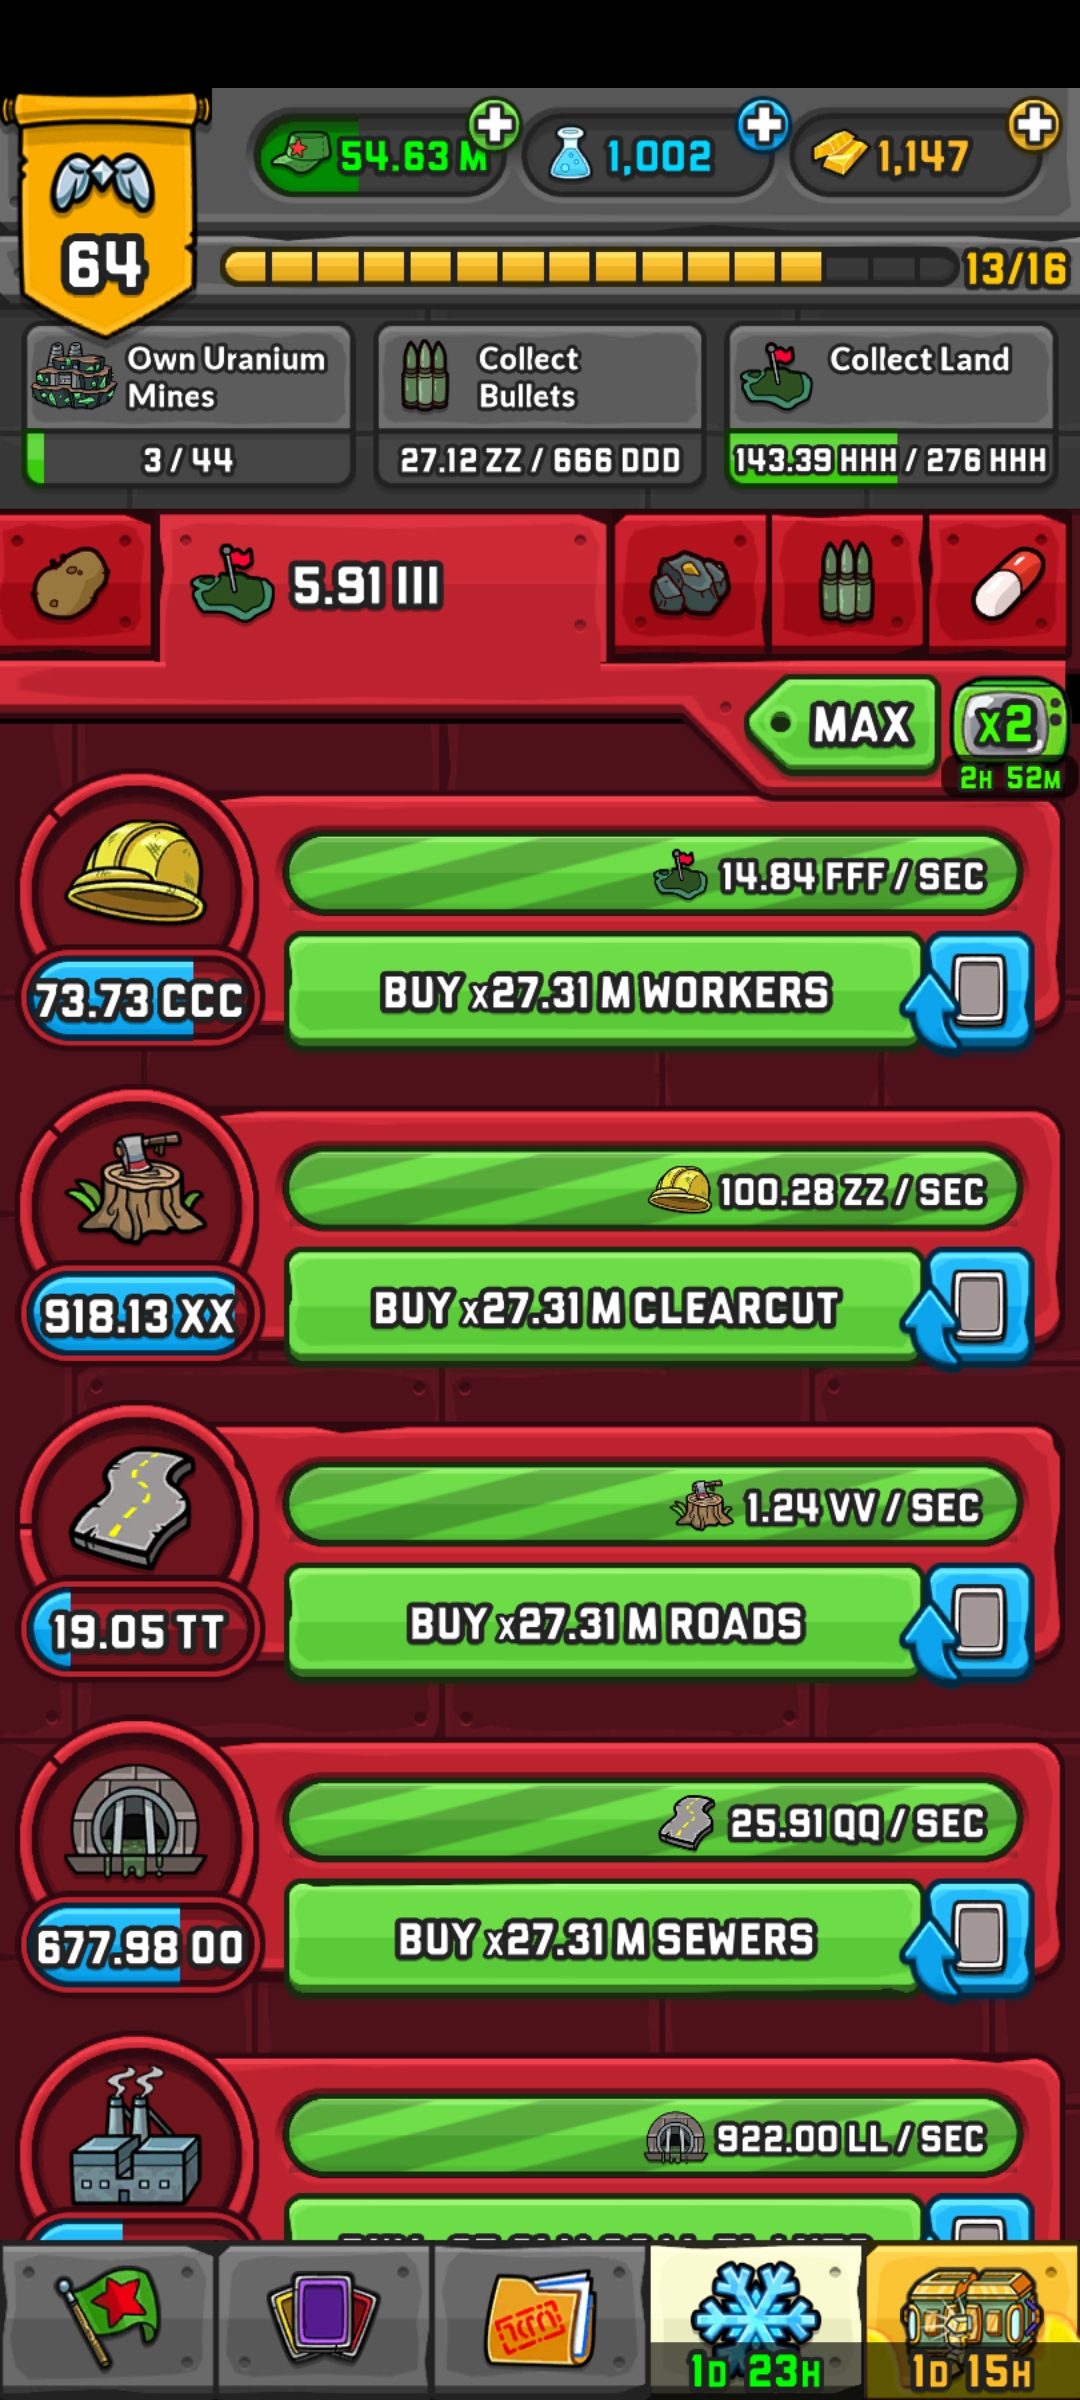 54.63 M
1,002
1,147
64
13/16
Own Uranium
Mines
3 / 44
Collect
Bullets
27.12 ZZ / 666 DDD
Collect Land
143.39 HHH / 276 HHH
5.91 III
MAX
x2
2H 52M
14.84 FFF / SEC
73.73 CCC
BUY x27.31 M WORKERS
100.28 ZZ / SEC
918.13 XX
BUY x27.31 M CLEARCUT
1.24 VV / SEC
19.05 TT
BUY x27.31 M ROADS
25.91 QQ / SEC
677.98 OO
BUY x27.31 M SEWERS
922.00 LL / SEC
1D 23H
1D 15H